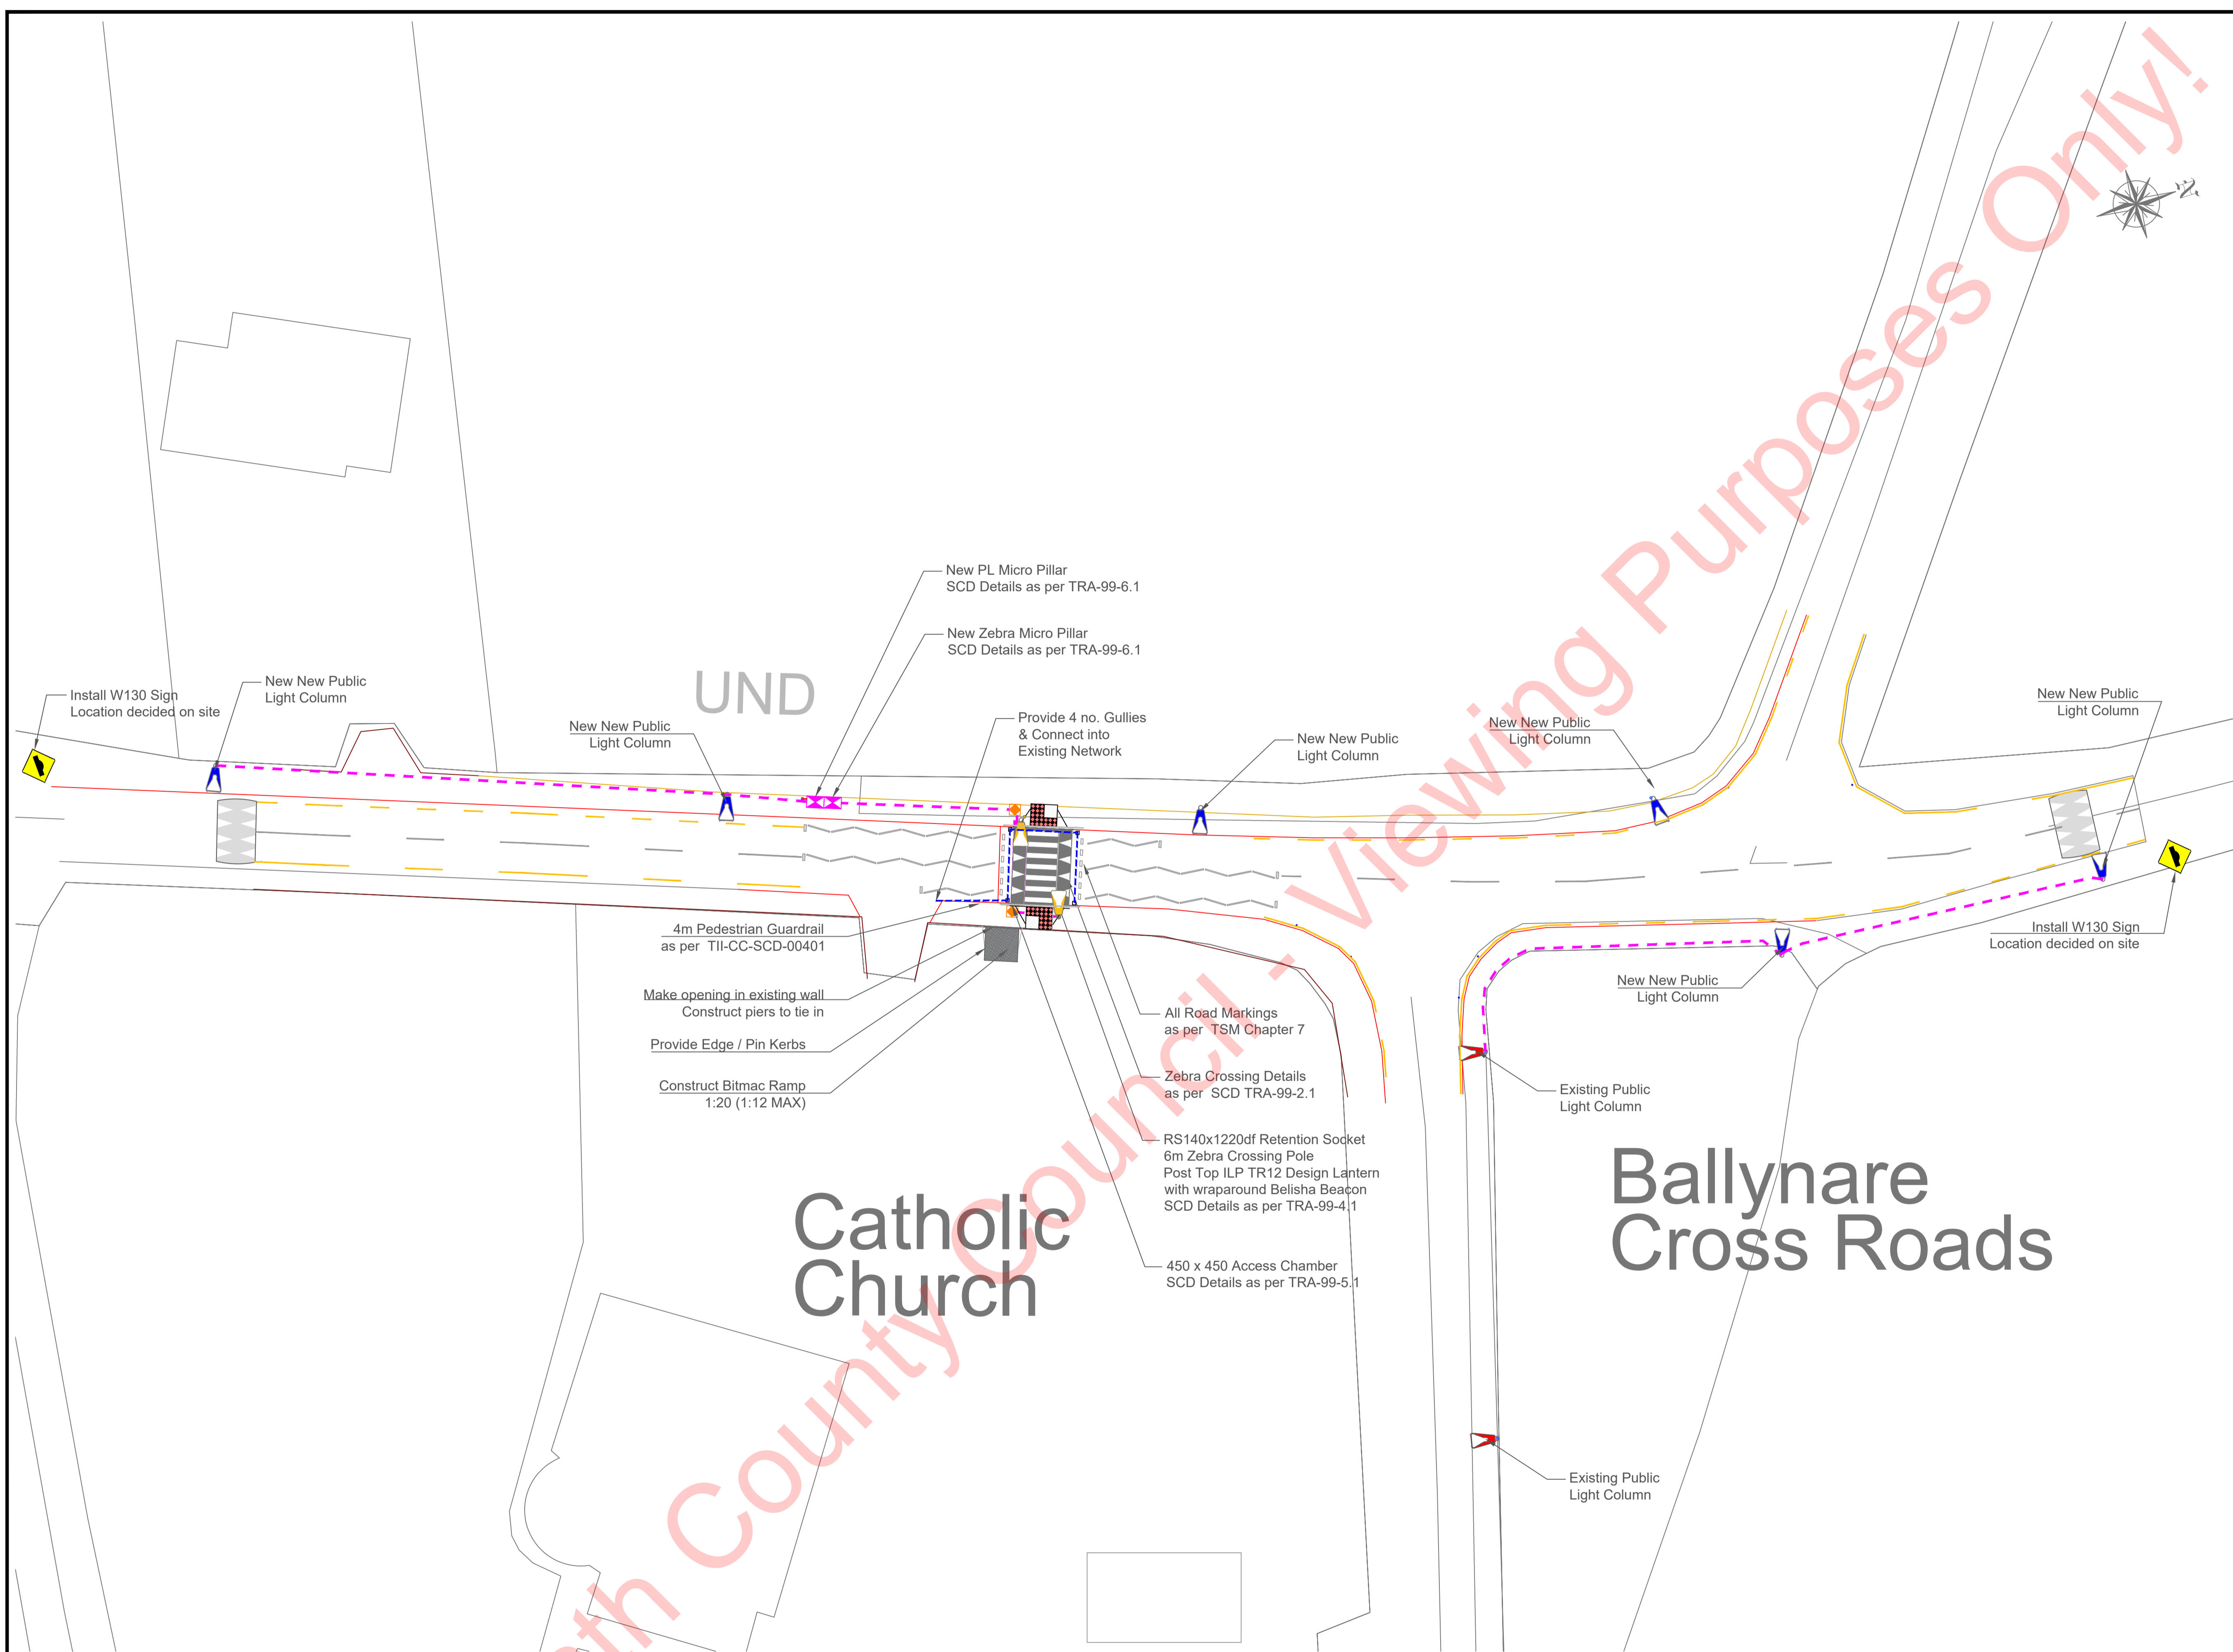 New PL Micro Pillar
SCD Details as per TRA-99-6.1
New Zebra Micro Pillar
SCD Details as per TRA-99-6.1
UND
Install W130 Sign
Location decided on site
New New Public
Light Column
New New Public
Light Column
Provide 4 no. Gullies
& Connect into
Existing Network
New New Public
Light Column
New New Public
Light Column
New New Public
Light Column
N
4m Pedestrian Guardrail
as per TII-CC-SCD-00401
Make opening in existing wall
Construct piers to tie in
Provide Edge / Pin Kerbs
Construct Bitmac Ramp
1:20 (1:12 MAX)
All Road Markings
as per TSM Chapter 7
Zebra Crossing Details
as per SCD TRA-99-2.1
RS140x1220df Retention Socket
6m Zebra Crossing Pole
Post Top ILP TR12 Design Lantern
with wraparound Belisha Beacon
SCD Details as per TRA-99-4.1
450 x 450 Access Chamber
SCD Details as per TRA-99-5.1
New New Public
Light Column
Install W130 Sign
Location decided on site
Existing Public
Light Column
Existing Public
Light Column
Catholic
Church
Ballynare
Cross Roads
th County Council - Viewing Purposes Only!